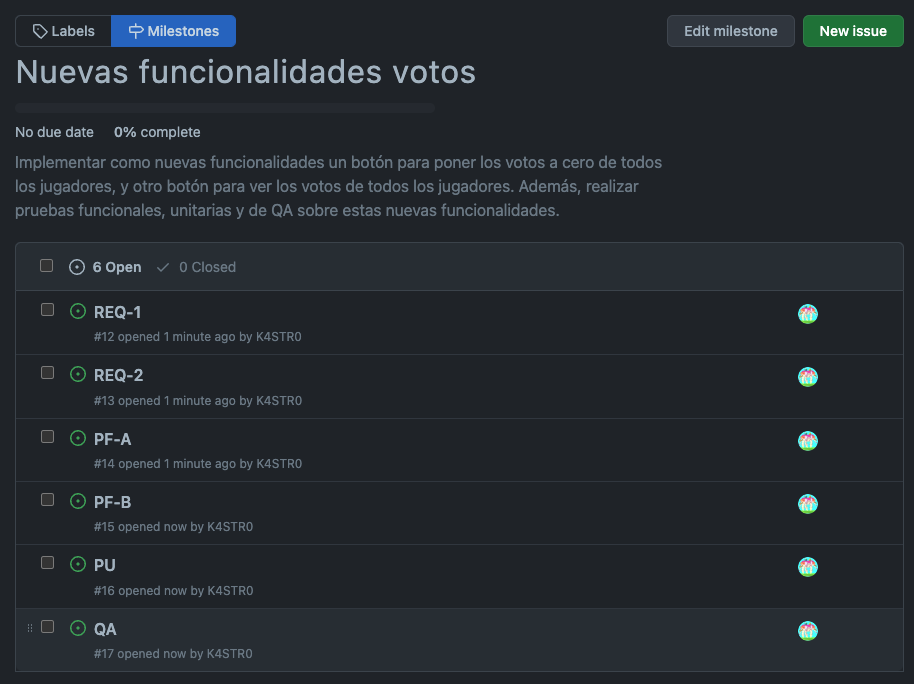 Labels
Milestones
Edit milestone
New issue
Nuevas funcionalidades votos
No due date 0% complete
Implementar como nuevas funcionalidades un botón para poner los votos a cero de todos
los jugadores, y otro botón para ver los votos de todos los jugadores. Además, realizar
pruebas funcionales, unitarias y de QA sobre estas nuevas funcionalidades.
6 Open 0 Closed
REQ-1
#12 opened 1 minute ago by K4STR0
REQ-2
#13 opened 1 minute ago by K4STR0
PF-A
#14 opened 1 minute ago by K4STR0
PF-B
#15 opened now by K4STR0
PU
#16 opened now by K4STR0
QA
#17 opened now by K4STR0